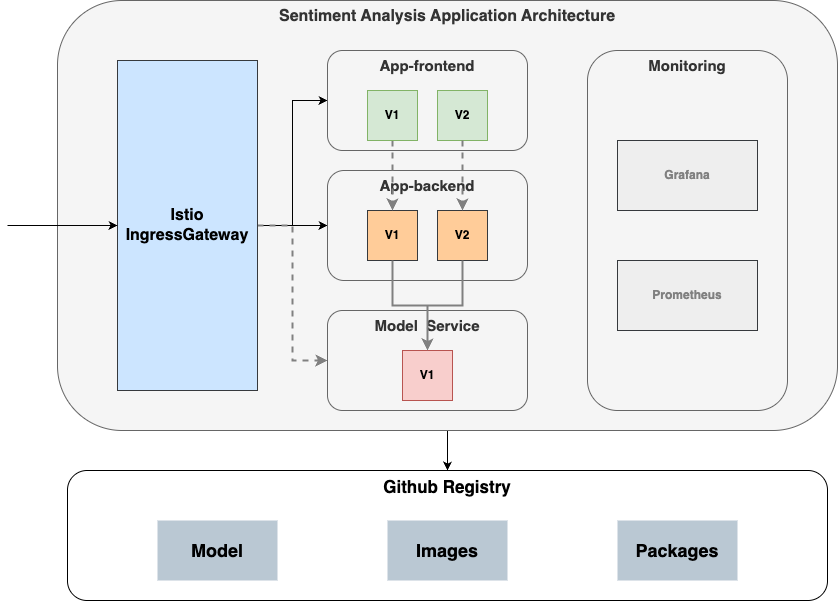 Sentiment Analysis Application Architecture
Istio
IngressGateway
App-frontend
V1
V2
App-backend
V1
V2
Model Service
V1
Monitoring
Grafana
Prometheus
Github Registry
Model
Images
Packages